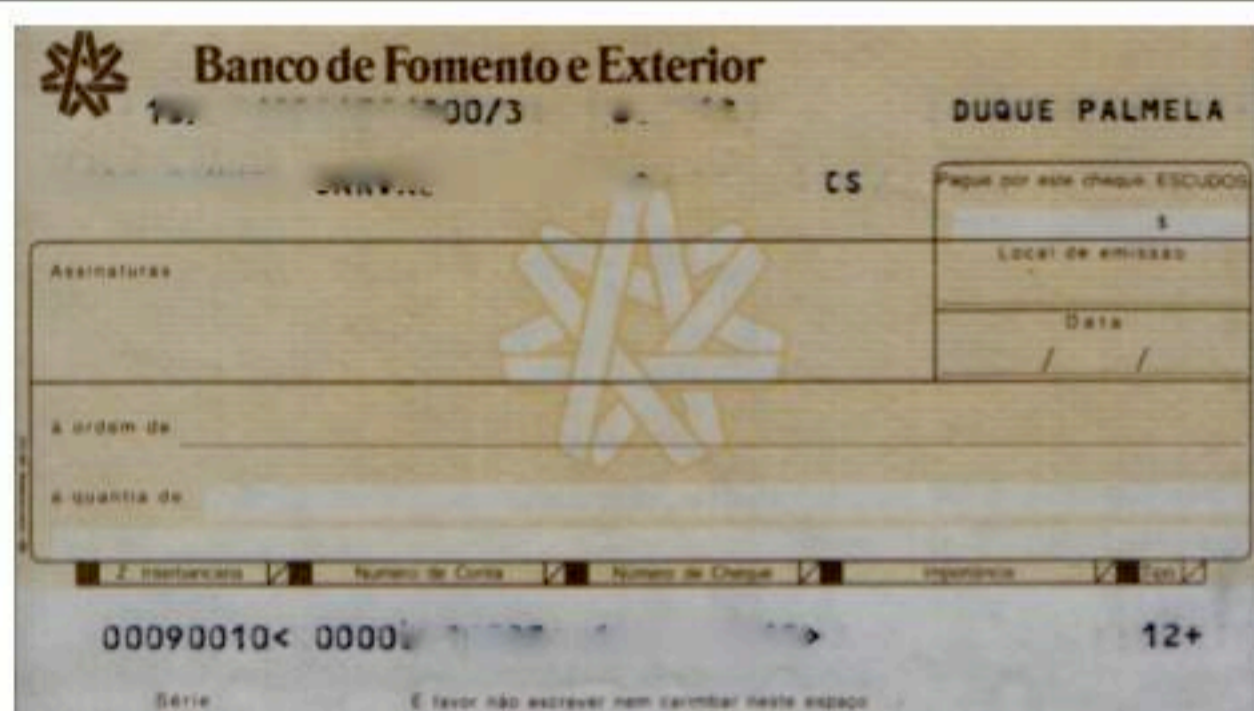 Banco de Fomento e Exterior
00/3
DUQUE PALMELA
CS
Pague por este cheque ESCUDOS
$
Assinaturas
Local de emissão
Data
/ /
à ordem de
a quantia de
Z. Interbancária Número de Conta Número de Cheque Importância Tipo
00090010< 0000 > 12+
Série É favor não escrever nem carimbar neste espaço